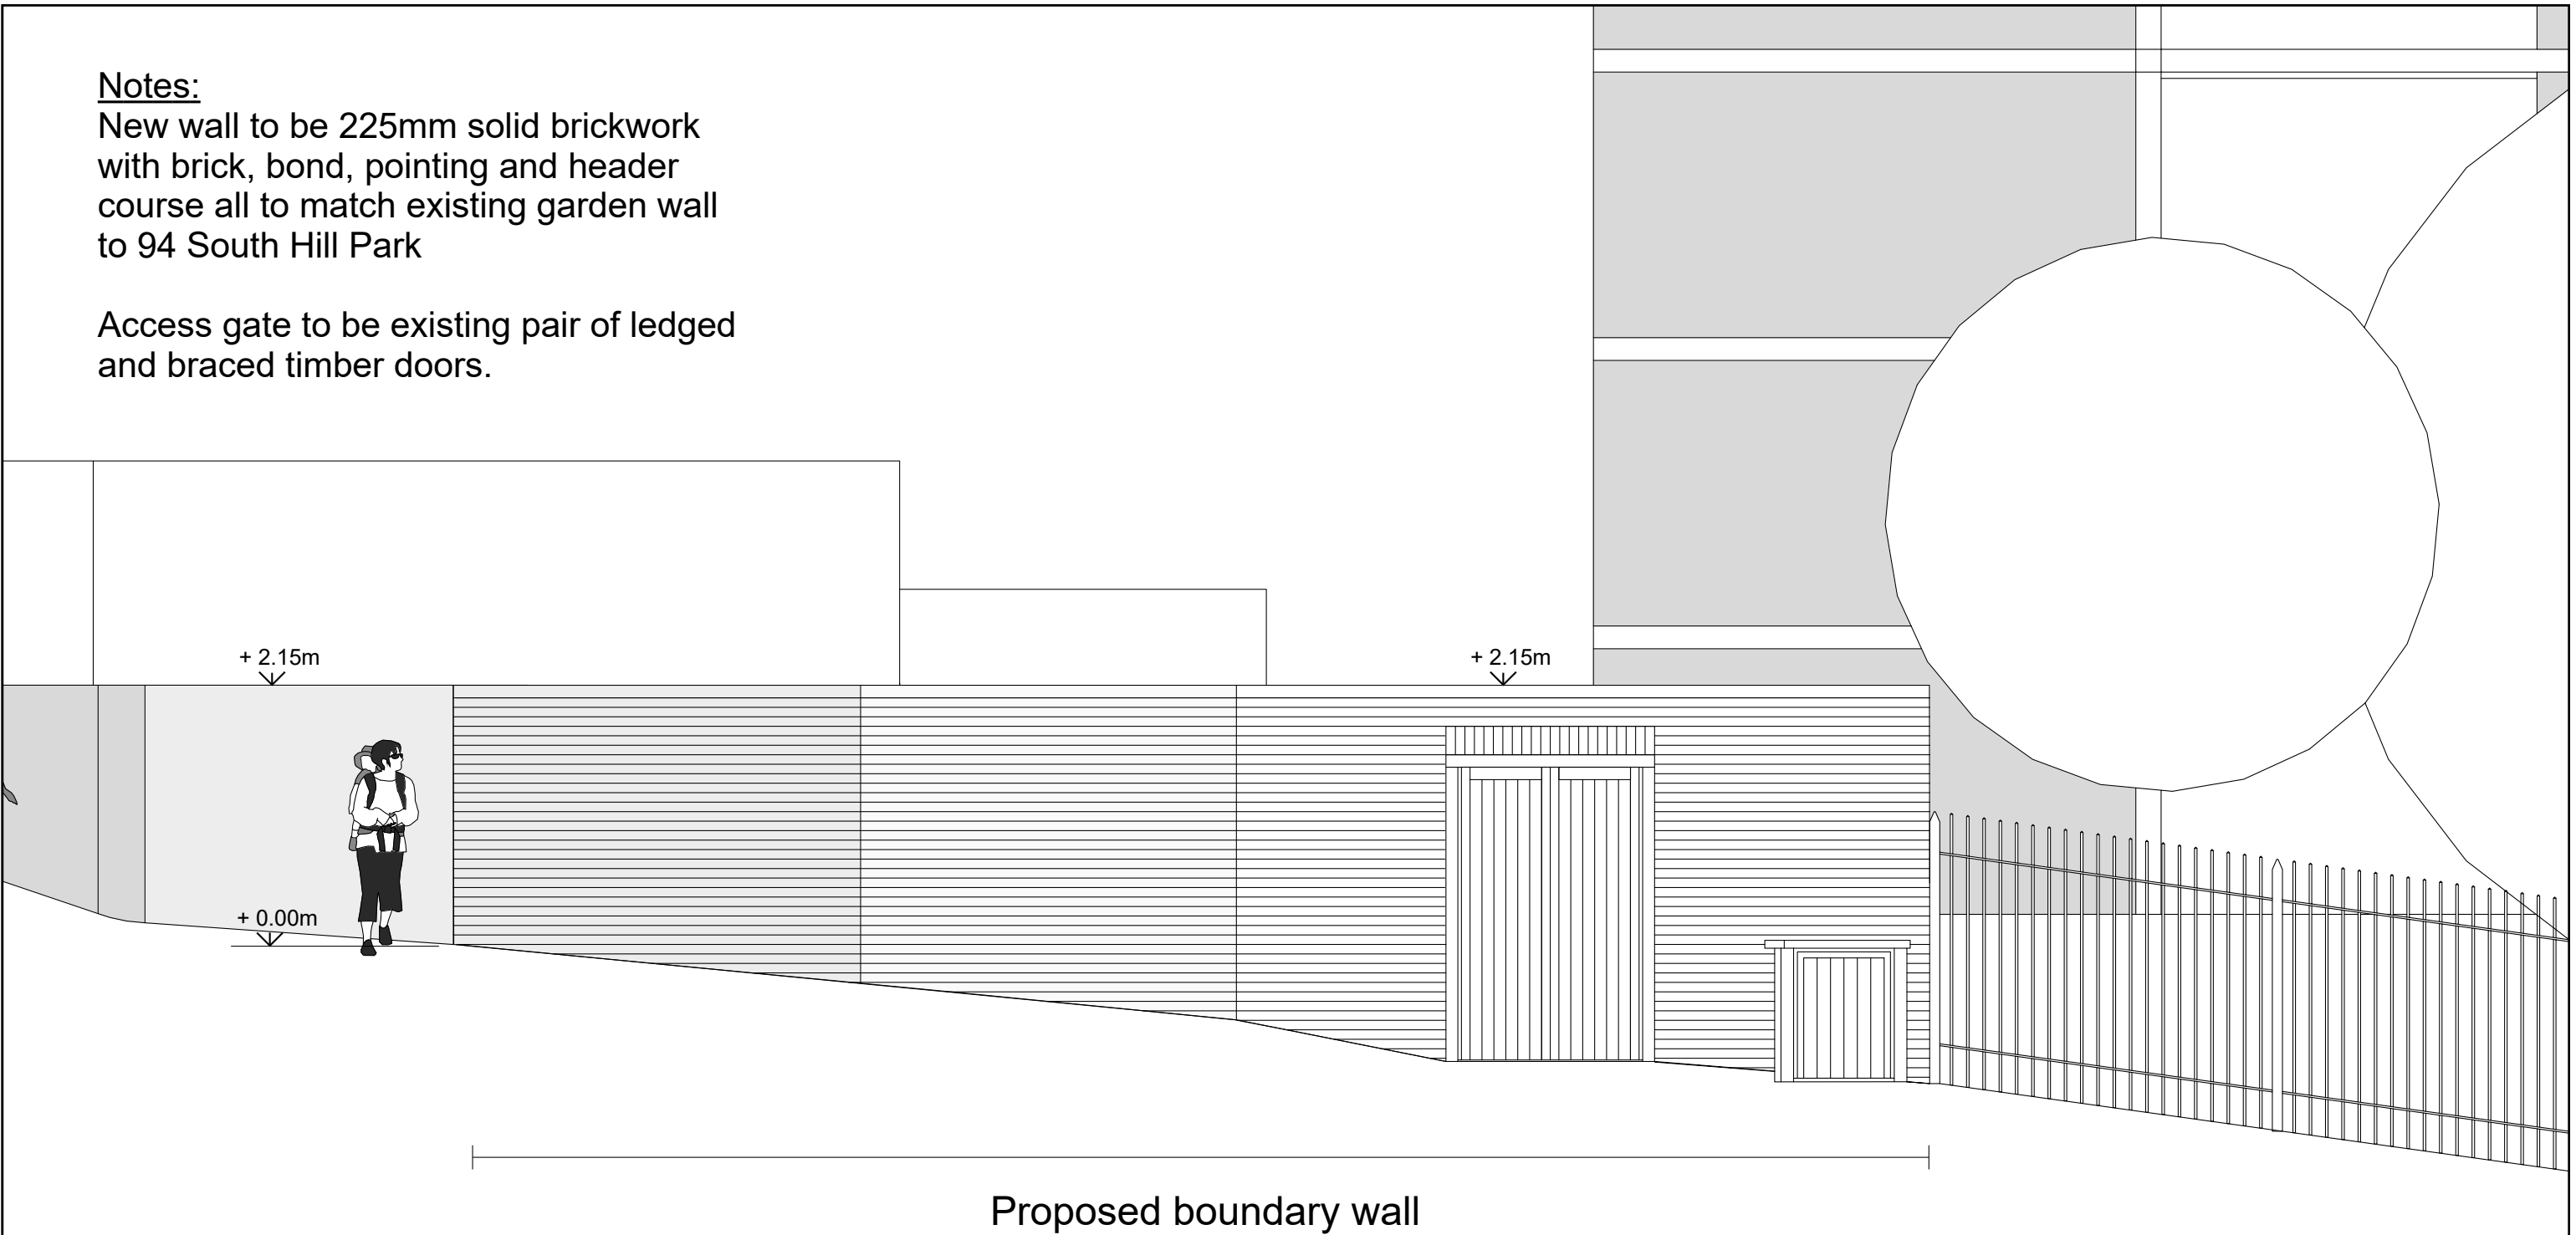 Notes:
New wall to be 225mm solid brickwork
with brick, bond, pointing and header
course all to match existing garden wall
to 94 South Hill Park
Access gate to be existing pair of ledged
and braced timber doors.
+ 2.15m
+ 2.15m
+ 0.00m
Proposed boundary wall